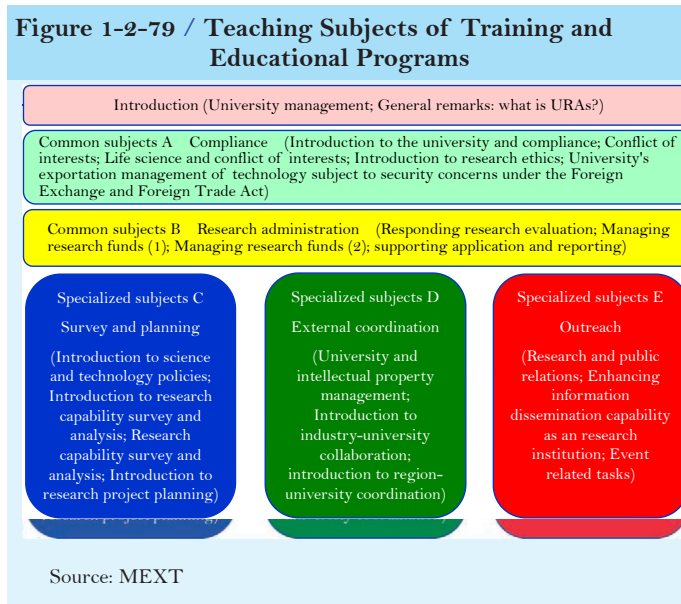 Figure 1-2-79 / Teaching Subjects of Training and
Educational Programs
Introduction (University management; General remarks: what is URAs?)
Common subjects A Compliance (Introduction to the university and compliance; Conflict of
interests; Life science and conflict of interests; Introduction to research ethics; University's
exportation management of technology subject to security concerns under the Foreign
Exchange and Foreign Trade Act)
Common subjects B Research administration (Responding research evaluation; Managing
research funds (1); Managing research funds (2); supporting application and reporting)
Specialized subjects C
Survey and planning
(Introduction to science
and technology policies;
Introduction to research
capability survey and
analysis; Research
capability survey and
analysis; Introduction to
research project planning)
Specialized subjects D
External coordination
(University and
intellectual property
management;
Introduction to
industry-university
collaboration;
introduction to region-
university coordination)
Specialized subjects E
Outreach
(Research and public
relations; Enhancing
information
dissemination capability
as an research
institution; Event
related tasks)
Source: MEXT